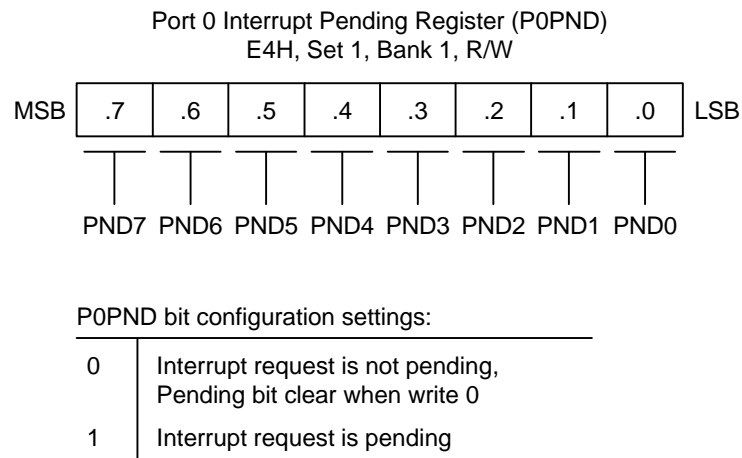 Port 0 Interrupt Pending Register (P0PND)
E4H, Set 1, Bank 1, R/W
MSB .7 .6 .5 .4 .3 .2 .1 .0 LSB
PND7 PND6 PND5 PND4 PND3 PND2 PND1 PND0
P0PND bit configuration settings:
0 Interrupt request is not pending,
Pending bit clear when write 0
1 Interrupt request is pending